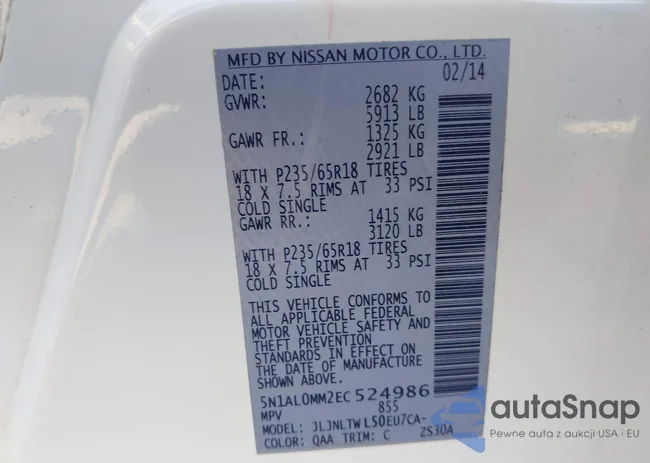 MFD BY NISSAN MOTOR CO., LTD.
DATE: 02/14
GVWR: 2682 KG
5913 LB
GAWR FR.: 1325 KG
2921 LB
WITH P235/65R18 TIRES
18 X 7.5 RIMS AT 33 PSI
COLD SINGLE
GAWR RR.: 1415 KG
3120 LB
WITH P235/65R18 TIRES
18 X 7.5 RIMS AT 33 PSI
COLD SINGLE
THIS VEHICLE CONFORMS TO
ALL APPLICABLE FEDERAL
MOTOR VEHICLE SAFETY AND
THEFT PREVENTION
STANDARDS IN EFFECT ON
THE DATE OF MANUFACTURE
SHOWN ABOVE.
5N1AL0MM2EC524986
MPV 855
MODEL: JLJNLTWL50EU7CA-
COLOR: QAA TRIM: C ZS30A
autoSnap
Pewne auta z aukcji USA i EU